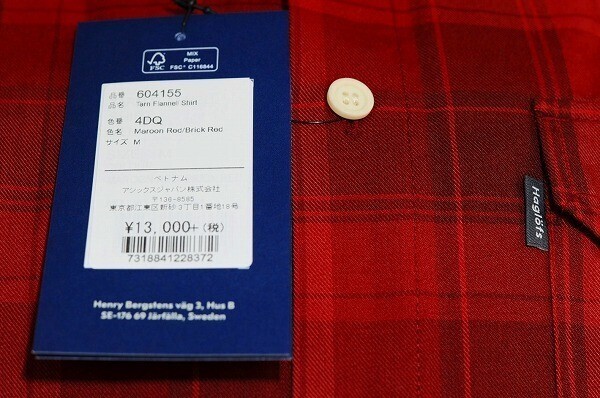 FSC
MIX
Paper
FSC® C116844
品番 604155
品名 Tarn Flannell Shirt
色番 4DQ
色名 Maroon Red/Brick Red
サイズ M
ベトナム
アシックスジャパン株式会社
〒136-8585
東京都江東区新砂3丁目1番地18号
¥13,000+(税)
7318841228372
Henry Bergstens väg 3, Hus B
SE-176 69 Järfälla, Sweden
Haglöfs